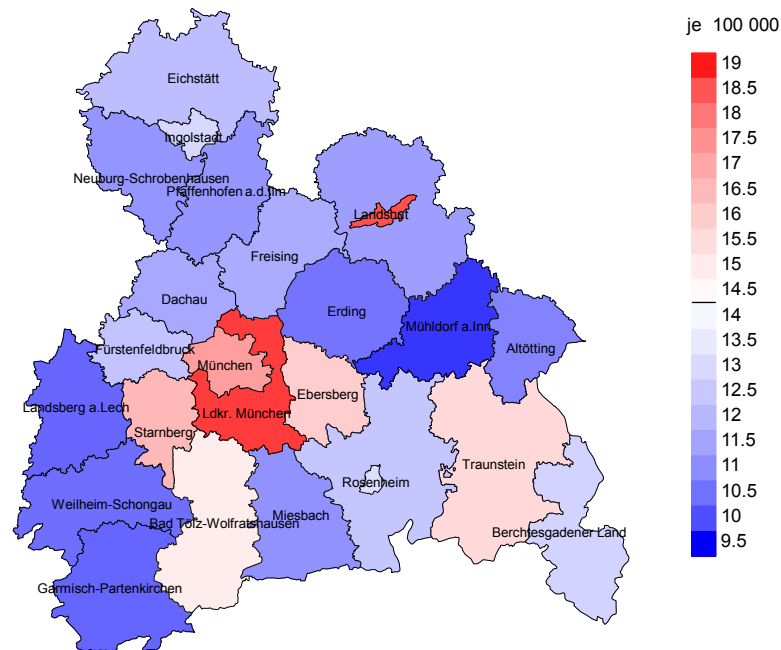 je 100 000
19
18.5
18
17.5
17
16.5
16
15.5
15
14.5
14
13.5
13
12.5
12
11.5
11
10.5
10
9.5
Eichstätt
Ingolstadt
Neuburg-Schrobenhausen
Pfaffenhofen a.d.Ilm
Landshut
Freising
Dachau
Erding
Mühldorf a.Inn
Altötting
Fürstenfeldbruck
München
Ebersberg
Landsberg a.Lech
Ldkr. München
Starnberg
Traunstein
Rosenheim
Weilheim-Schongau
Miesbach
Bad Tölz-Wolfratshausen
Berchtesgadener Land
Garmisch-Partenkirchen